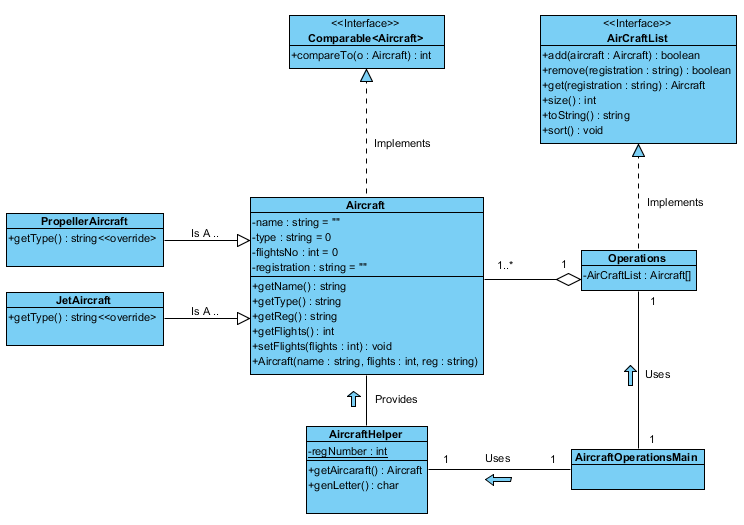 <<Interface>>
Comparable<Aircraft>
+compareTo(o : Aircraft) : int
<<Interface>>
AirCraftList
+add(aircraft : Aircraft) : boolean
+remove(registration : string) : boolean
+get(registration : string) : Aircraft
+size() : int
+toString() : string
+sort() : void
Implements
Implements
Aircraft
-name : string = ""
-type : string = 0
-flightsNo : int = 0
-registration : string = ""
+getName() : string
+getType() : string
+getReg() : string
+getFlights() : int
+setFlights(flights : int) : void
+Aircraft(name : string, flights : int, reg : string)
PropellerAircraft
+getType() : string<<override>>
Is A ..
JetAircraft
+getType() : string<<override>>
Is A ..
1..*
1
Operations
-AirCraftList : Aircraft[]
1
Uses
1
Provides
AircraftHelper
-regNumber : int
+getAircaraft() : Aircraft
+genLetter() : char
1
Uses
1
AircraftOperationsMain